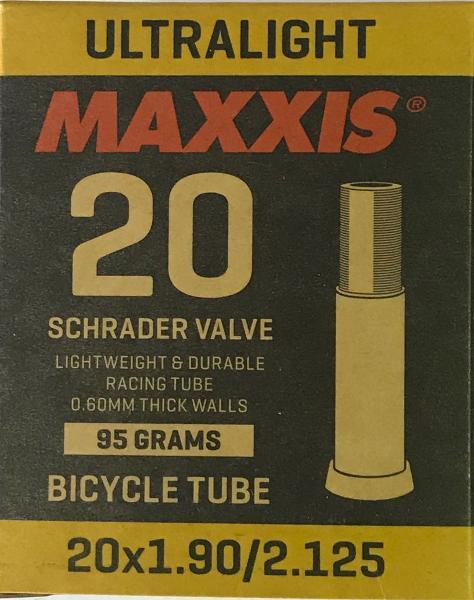 ULTRALIGHT
MAXXIS®
20
SCHRADER VALVE
LIGHTWEIGHT & DURABLE
RACING TUBE
0.60MM THICK WALLS
95 GRAMS
BICYCLE TUBE
20x1.90/2.125